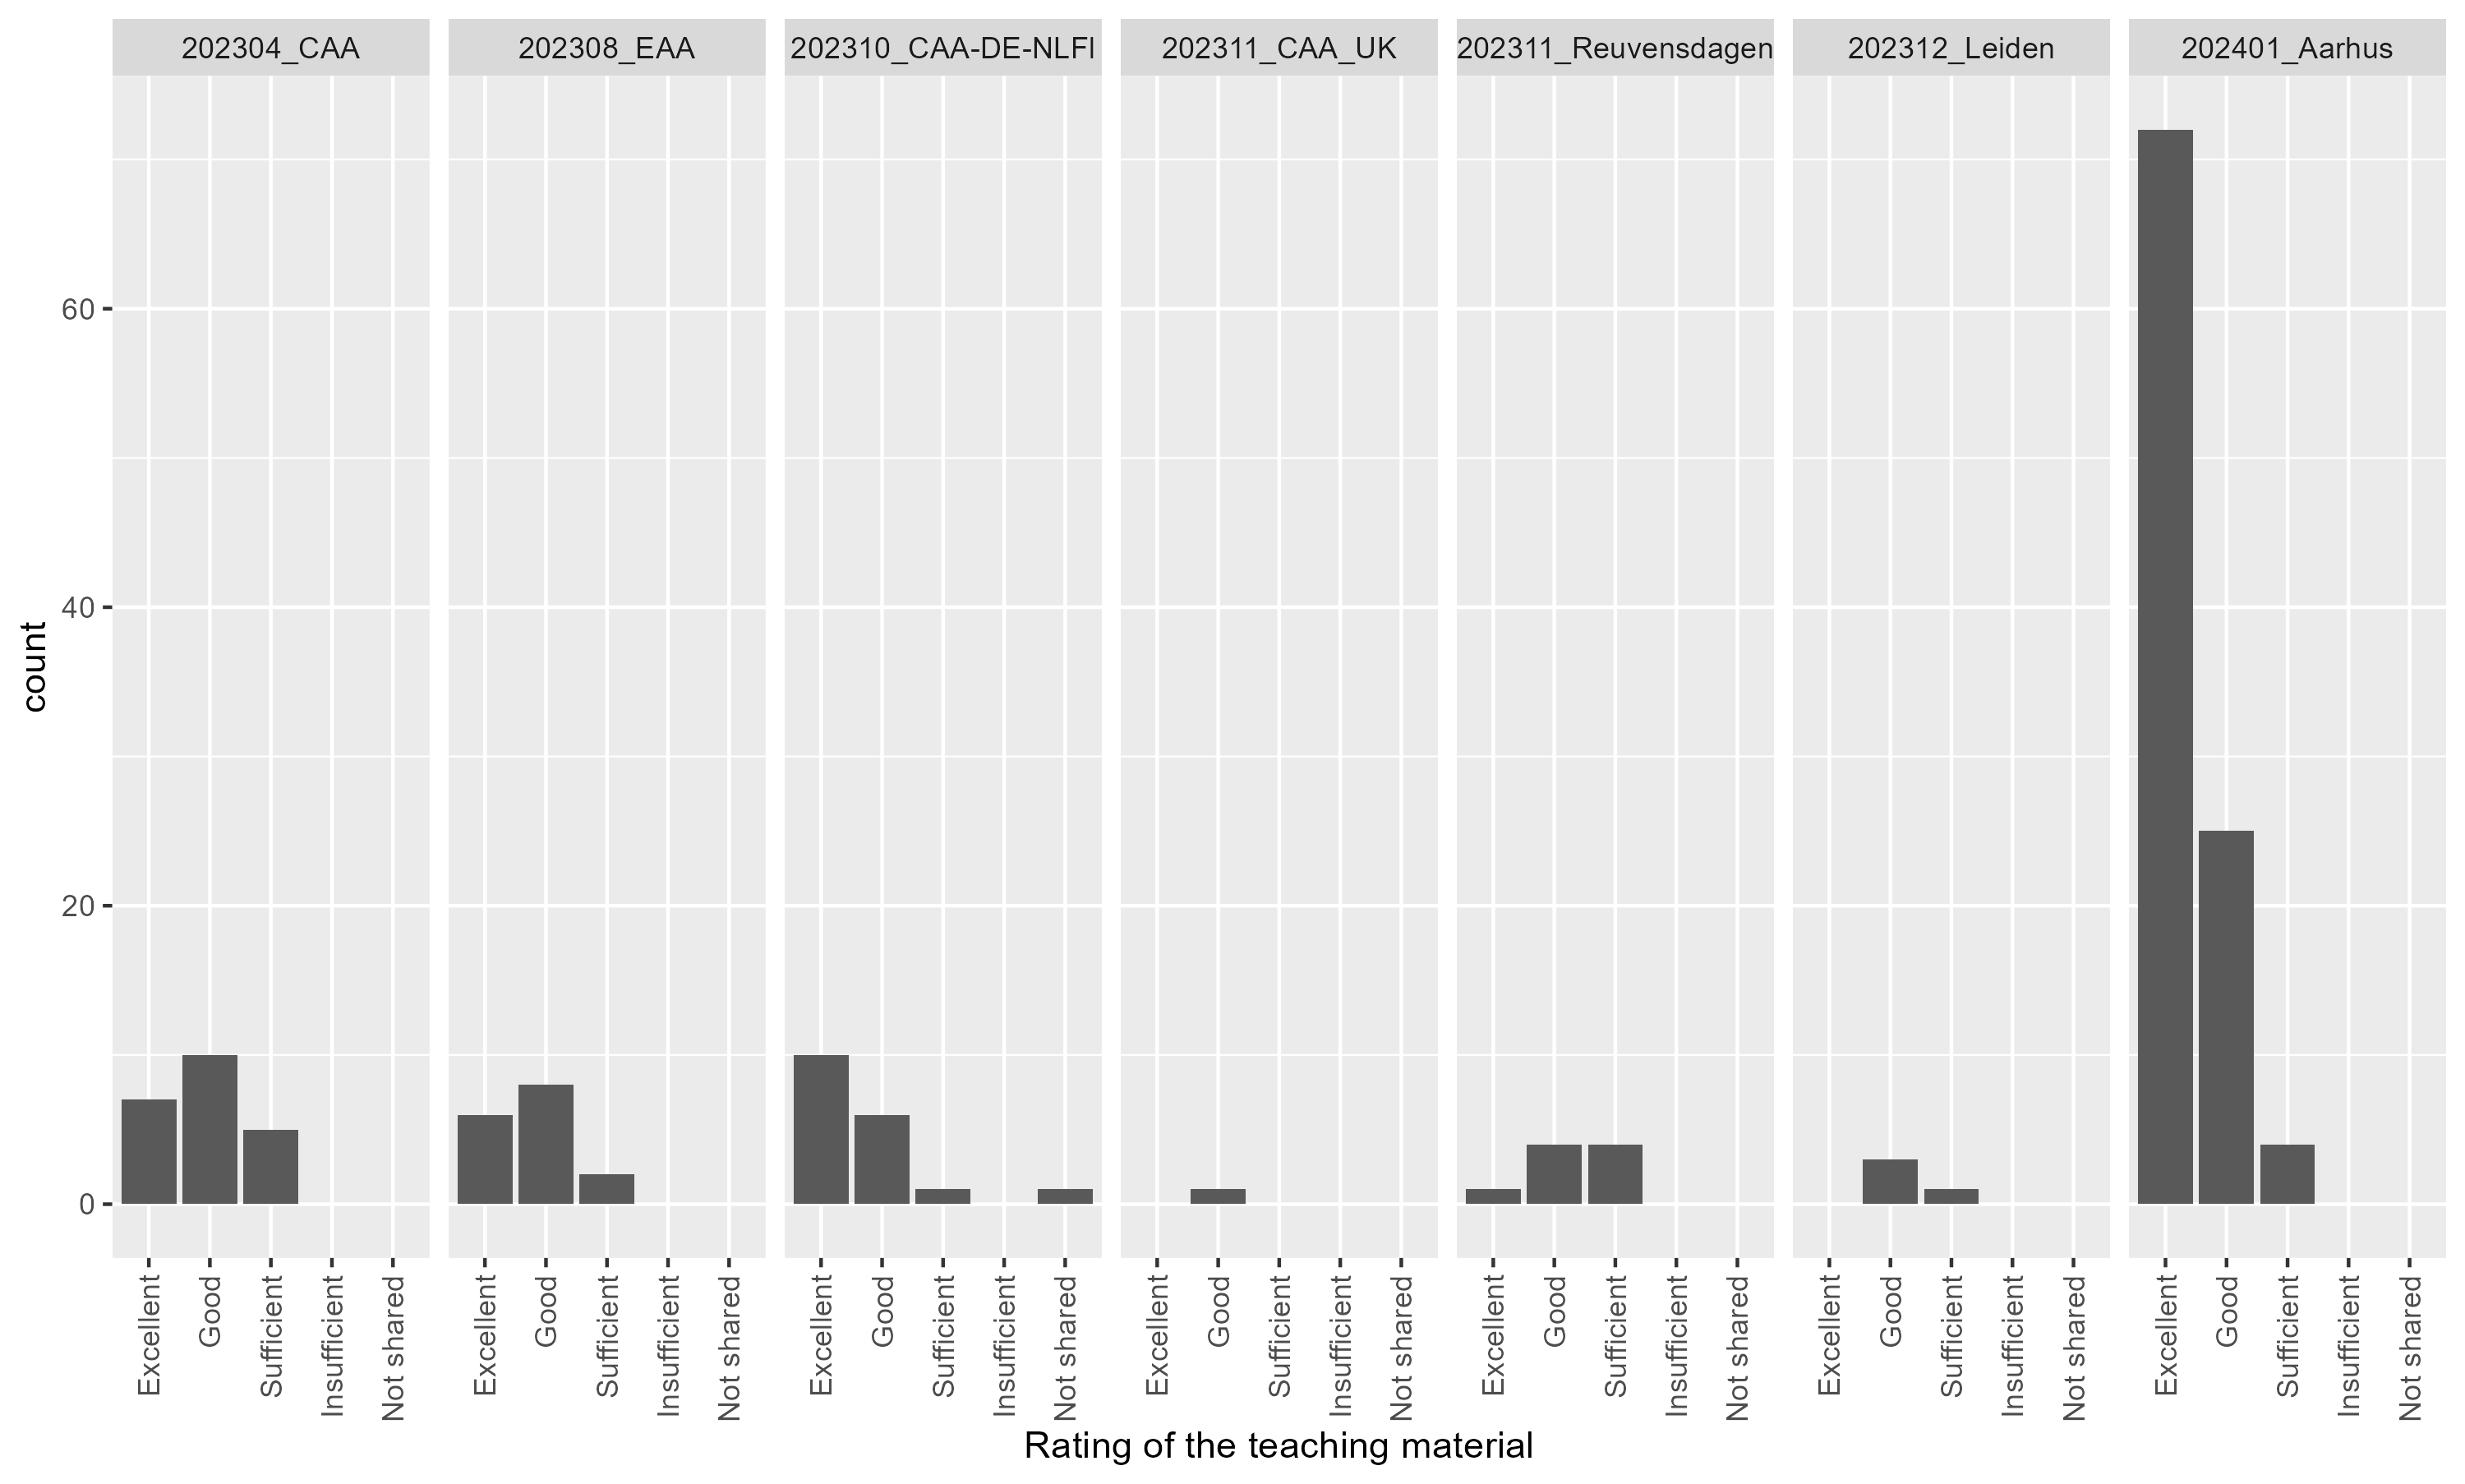 202304_CAA
202308_EAA
202310_CAA-DE-NLFI
202311_CAA_UK
202311_Reuvensdagen
202312_Leiden
202401_Aarhus
count
60
40
20
0
Excellent
Good
Sufficient
Insufficient
Not shared
Excellent
Good
Sufficient
Insufficient
Not shared
Excellent
Good
Sufficient
Insufficient
Not shared
Excellent
Good
Sufficient
Insufficient
Not shared
Excellent
Good
Sufficient
Insufficient
Not shared
Excellent
Good
Sufficient
Insufficient
Not shared
Excellent
Good
Sufficient
Insufficient
Not shared
Rating of the teaching material